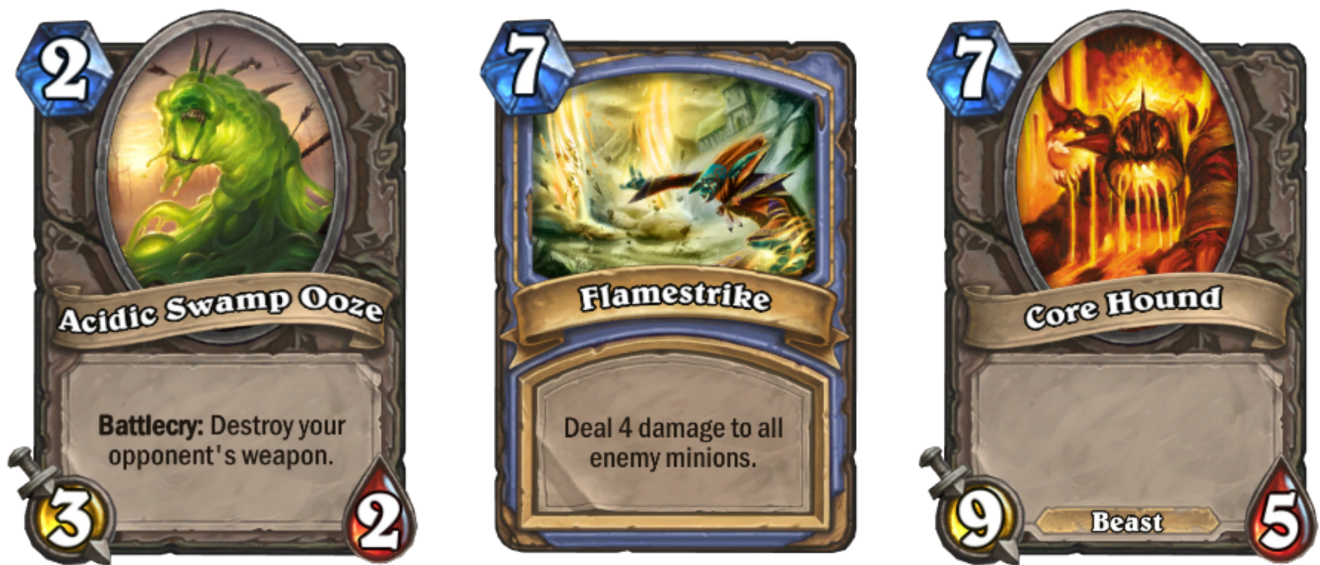 2
Acidic Swamp Ooze
Battlecry: Destroy your
opponent's weapon.
3
2
7
Flamestrike
Deal 4 damage to all
enemy minions.
7
Core Hound
Beast
9
5